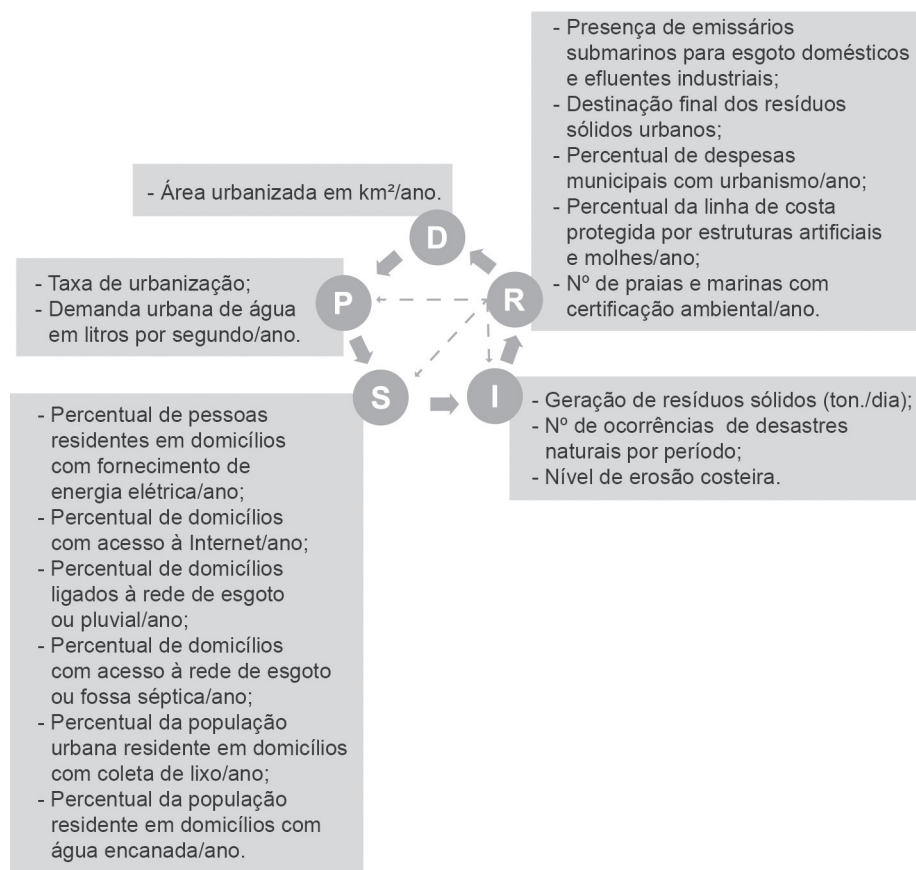 - Presença de emissários
submarinos para esgoto domésticos
e efluentes industriais;
- Destinação final dos resíduos
sólidos urbanos;
- Percentual de despesas
municipais com urbanismo/ano;
- Percentual da linha de costa
protegida por estruturas artificiais
e molhes/ano;
- Nº de praias e marinas com
certificação ambiental/ano.
- Área urbanizada em km²/ano.
D
- Taxa de urbanização;
- Demanda urbana de água
em litros por segundo/ano.
P
R
S
I
- Geração de resíduos sólidos (ton./dia);
- Nº de ocorrências de desastres
naturais por período;
- Nível de erosão costeira.
- Percentual de pessoas
residentes em domicílios
com fornecimento de
energia elétrica/ano;
- Percentual de domicílios
com acesso à Internet/ano;
- Percentual de domicílios
ligados à rede de esgoto
ou pluvial/ano;
- Percentual de domicílios
com acesso à rede de esgoto
ou fossa séptica/ano;
- Percentual da população
urbana residente em domicílios
com coleta de lixo/ano;
- Percentual da população
residente em domicílios com
água encanada/ano.